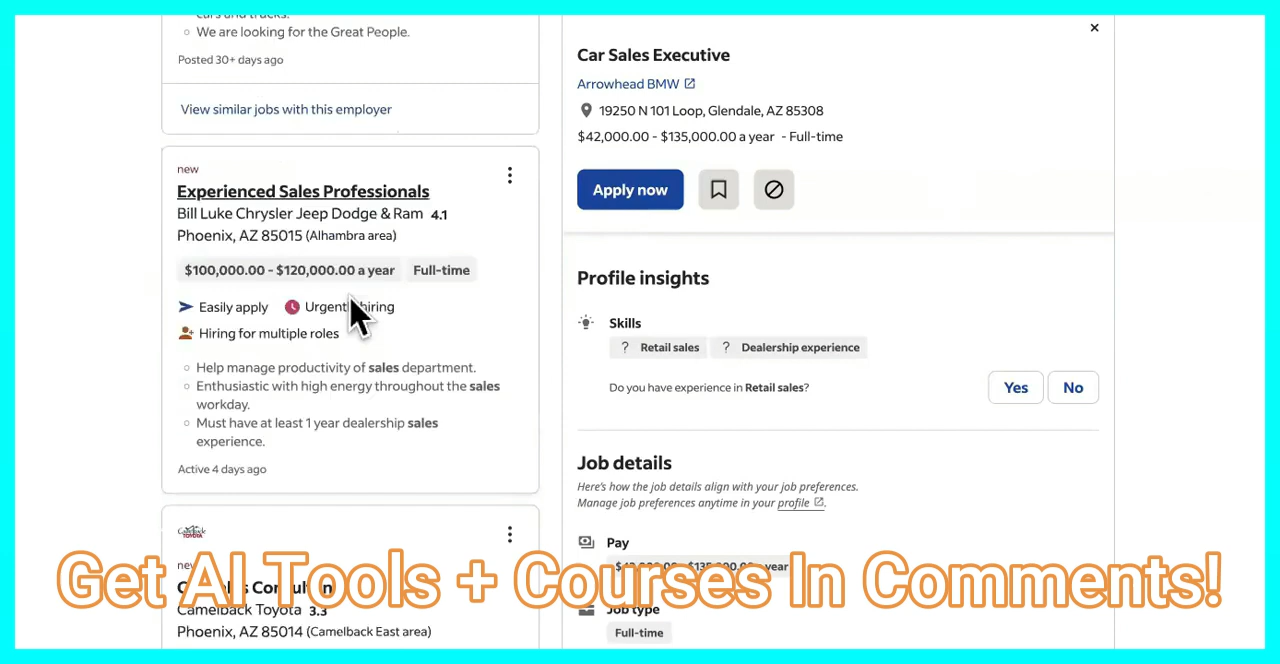 cars and trucks.
We are looking for the Great People.
Posted 30+ days ago
View similar jobs with this employer
new
Experienced Sales Professionals
Bill Luke Chrysler Jeep Dodge & Ram 4.1
Phoenix, AZ 85015 (Alhambra area)
$100,000.00 - $120,000.00 a year Full-time
Easily apply
Hiring for multiple roles
Help manage productivity of sales department.
Enthusiastic with high energy throughout the sales
workday.
Must have at least 1 year dealership sales
experience.
Active 4 days ago
Camelback
TOYOTA
Camelback Toyota 3.3
Phoenix, AZ 85014 (Camelback East area)
Car Sales Executive
Arrowhead BMW
19250 N 101 Loop, Glendale, AZ 85308
$42,000.00 - $135,000.00 a year - Full-time
Apply now
Profile insights
Skills
? Retail sales ? Dealership experience
Do you have experience in Retail sales?
Yes No
Job details
Here's how the job details align with your job preferences.
Manage job preferences anytime in your profile.
Pay
Job type
Full-time
Get AI Tools + Courses In Comments!